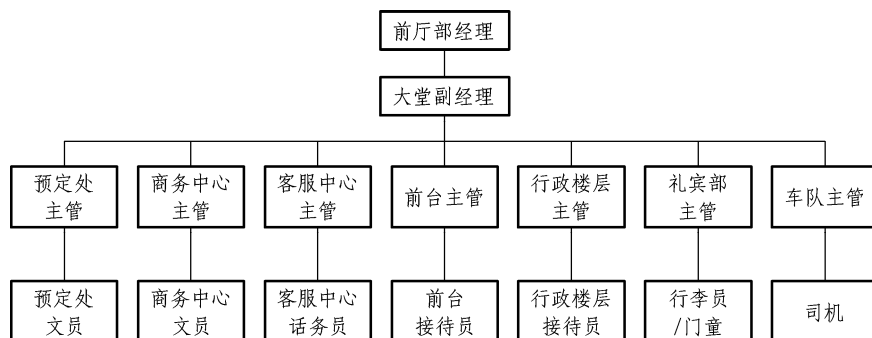 前厅部经理
大堂副经理
预定处
主管
商务中心
主管
客服中心
主管
前台主管
行政楼层
主管
礼宾部
主管
车队主管
预定处
文员
商务中心
文员
客服中心
话务员
前台
接待员
行政楼层
接待员
行李员
/门童
司机